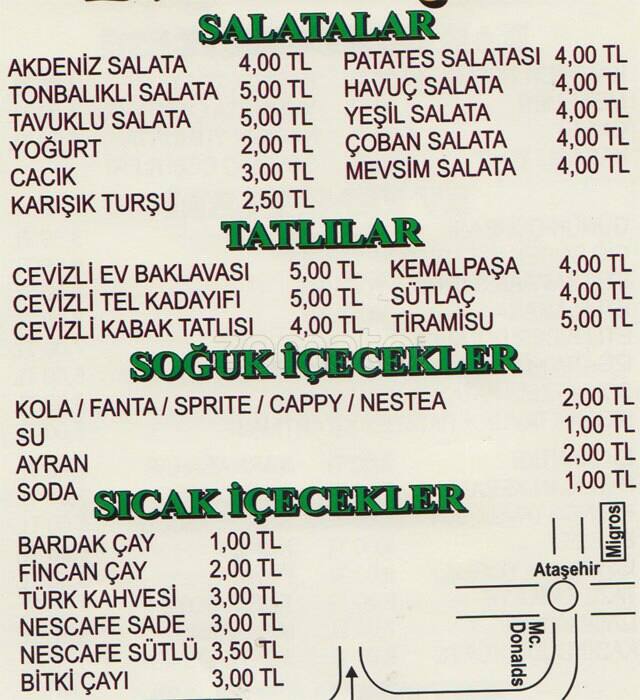 SALATALAR
AKDENİZ SALATA 4,00 TL PATATES SALATASI 4,00 TL
TONBALIKLI SALATA 5,00 TL HAVUÇ SALATA 4,00 TL
TAVUKLU SALATA 5,00 TL YEŞİL SALATA 4,00 TL
YOĞURT 2,00 TL ÇOBAN SALATA 4,00 TL
CACIK 3,00 TL MEVSİM SALATA 4,00 TL
KARIŞIK TURŞU 2,50 TL
TATLILAR
CEVİZLİ EV BAKLAVASI 5,00 TL KEMALPAŞA 4,00 TL
CEVİZLİ TEL KADAYIFI 5,00 TL SÜTLAÇ 4,00 TL
CEVİZLİ KABAK TATLISI 4,00 TL TİRAMİSU 5,00 TL
zomato
SOĞUK İÇECEKLER
KOLA / FANTA / SPRITE / CAPPY / NESTEA 2,00 TL
SU 1,00 TL
AYRAN 2,00 TL
SODA 1,00 TL
SICAK İÇECEKLER
BARDAK ÇAY 1,00 TL
FİNCAN ÇAY 2,00 TL
TÜRK KAHVESİ 3,00 TL
NESCAFE SADE 3,00 TL
NESCAFE SÜTLÜ 3,50 TL
BİTKİ ÇAYI 3,00 TL
Migros
Ataşehir
Mc.
Donalds